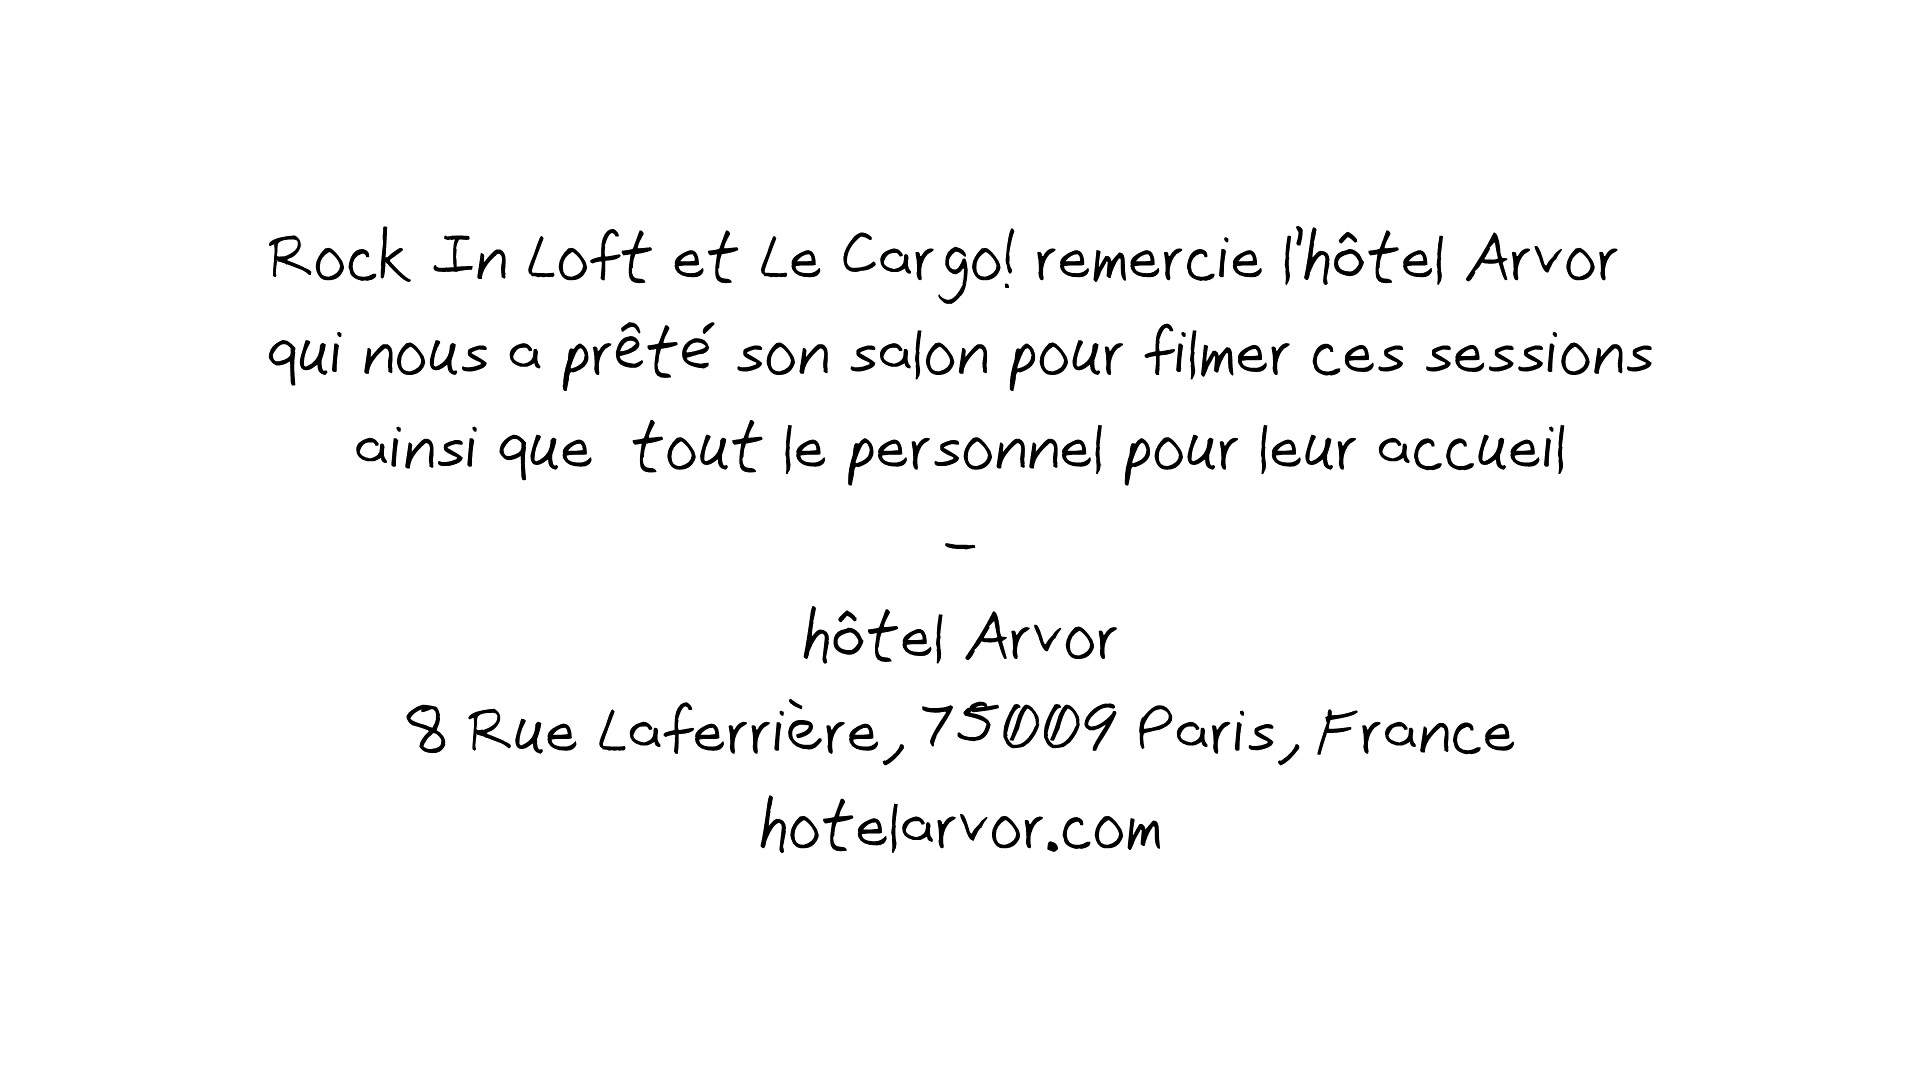 Rock In Loft et Le Cargo! remercie l'hôtel Arvor
qui nous a prêté son salon pour filmer ces sessions
ainsi que tout le personnel pour leur accueil
–
hôtel Arvor
8 Rue Laferrière, 75009 Paris, France
hotelarvor.com